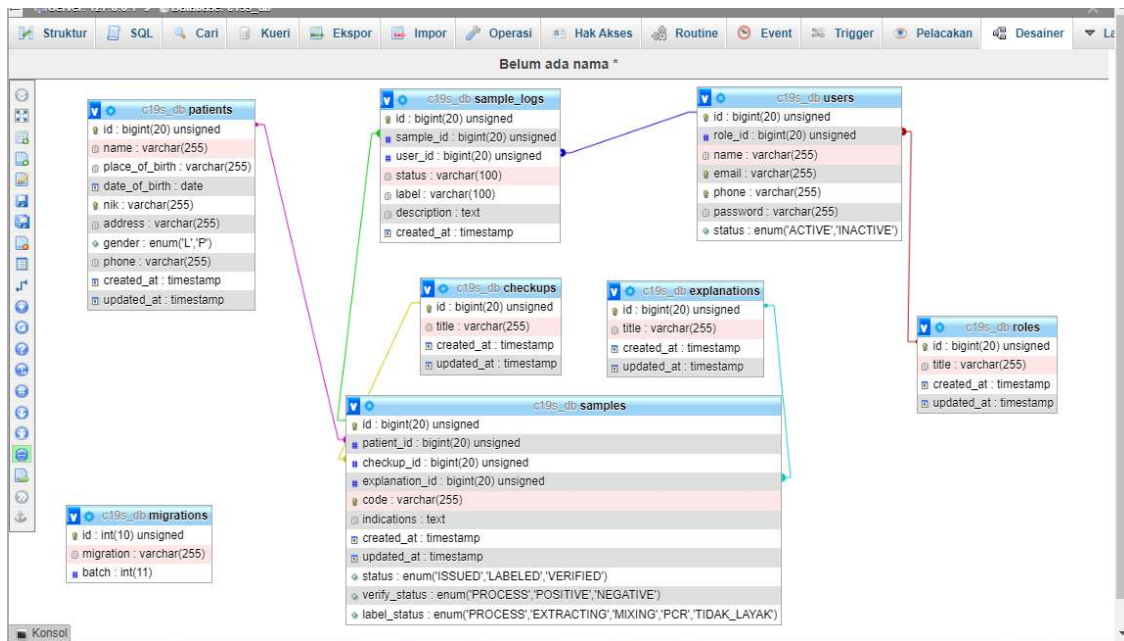 Struktur SQL Cari Kueri Ekspor Impor Operasi Hak Akses Routine Event Trigger Pelacakan Desainer
Belum ada nama *
c19s_db patients
id : bigint(20) unsigned
name : varchar(255)
place_of_birth : varchar(255)
date_of_birth : date
nik : varchar(255)
address : varchar(255)
gender : enum('L','P')
phone : varchar(255)
created_at : timestamp
updated_at : timestamp
c19s_db sample_logs
id : bigint(20) unsigned
sample_id : bigint(20) unsigned
user_id : bigint(20) unsigned
status : varchar(100)
label : varchar(100)
description : text
created_at : timestamp
c19s_db users
id : bigint(20) unsigned
role_id : bigint(20) unsigned
name : varchar(255)
email : varchar(255)
phone : varchar(255)
password : varchar(255)
status : enum('ACTIVE','INACTIVE')
c19s_db checkups
id : bigint(20) unsigned
title : varchar(255)
created_at : timestamp
updated_at : timestamp
c19s_db explanations
id : bigint(20) unsigned
title : varchar(255)
created_at : timestamp
updated_at : timestamp
c19s_db roles
id : bigint(20) unsigned
title : varchar(255)
created_at : timestamp
updated_at : timestamp
c19s_db samples
id : bigint(20) unsigned
patient_id : bigint(20) unsigned
checkup_id : bigint(20) unsigned
explanation_id : bigint(20) unsigned
code : varchar(255)
indications : text
created_at : timestamp
updated_at : timestamp
status : enum('ISSUED','LABELED','VERIFIED')
verify_status : enum('PROCESS','POSITIVE','NEGATIVE')
label_status : enum('PROCESS','EXTRACTING','MIXING','PCR','TIDAK_LAYAK')
c19s_db migrations
id : int(10) unsigned
migration : varchar(255)
batch : int(11)
Konsol